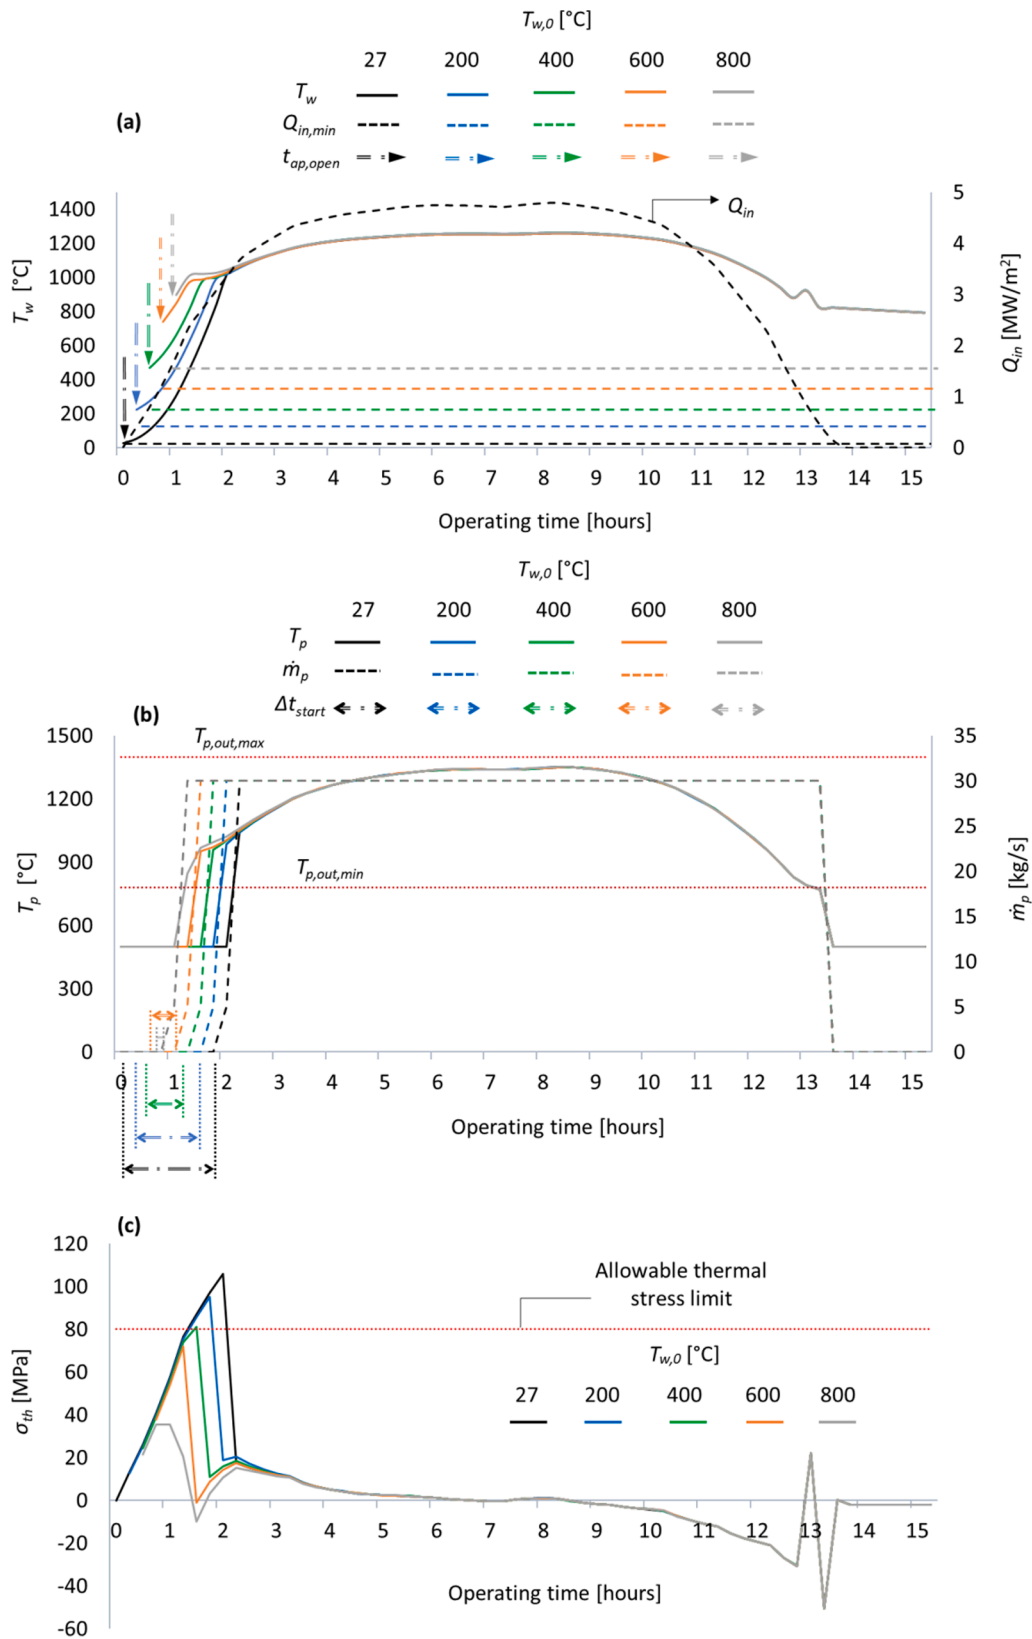 T_w,0 [°C]
27 200 400 600 800
T_w
(a)
Q_in,min
t_ap,open
1400 5
Q_in
1200 4
1000
800 3
T_w [°C] Q_in [MW/m²]
600 2
400
200 1
0 0
0 1 2 3 4 5 6 7 8 9 10 11 12 13 14 15
Operating time [hours]
T_w,0 [°C]
27 200 400 600 800
T_p
ṁ_p
Δt_start
(b)
1500 35
T_p,out,max
1200 30
25
900 20
T_p,out,min
T_p [°C] ṁ_p [kg/s]
600 15
10
300 5
0 0
0 1 2 3 4 5 6 7 8 9 10 11 12 13 14 15
Operating time [hours]
(c)
120
Allowable thermal
stress limit
100
80
T_w,0 [°C]
60
σ_th [MPa]
27 200 400 600 800
40
20
0
0 1 2 3 4 5 6 7 8 9 10 11 12 13 14 15
-20
Operating time [hours]
-40
-60